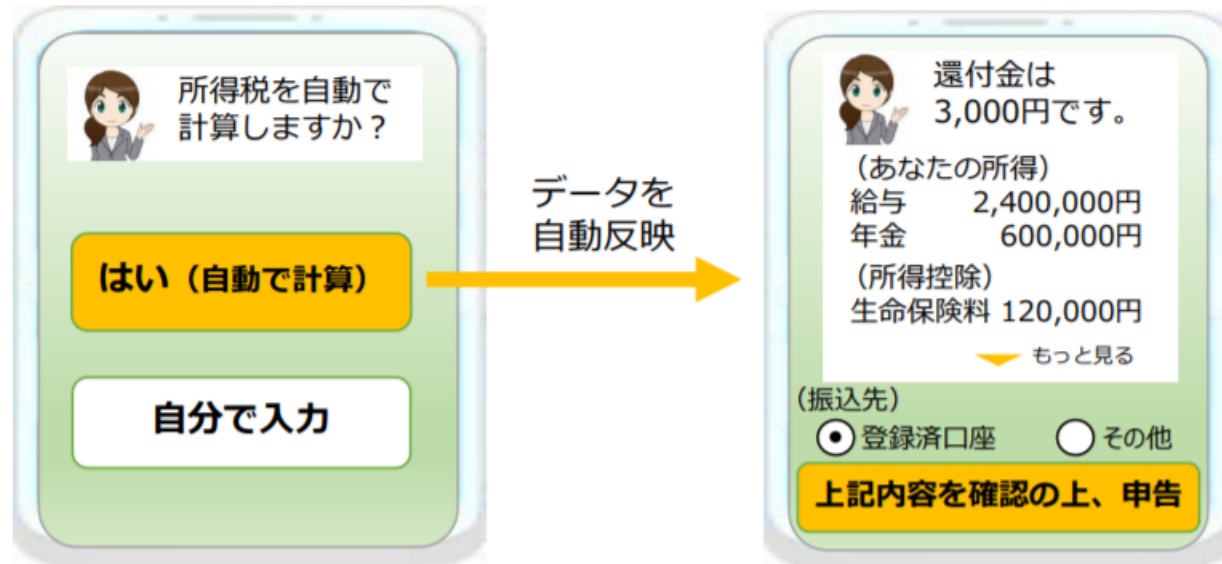 所得税を自動で
計算しますか？
はい（自動で計算）
自分で入力
データを
自動反映
還付金は
3,000円です。
（あなたの所得）
給与 2,400,000円
年金 600,000円
（所得控除）
生命保険料 120,000円
もっと見る
（振込先）
登録済口座 その他
上記内容を確認の上、申告